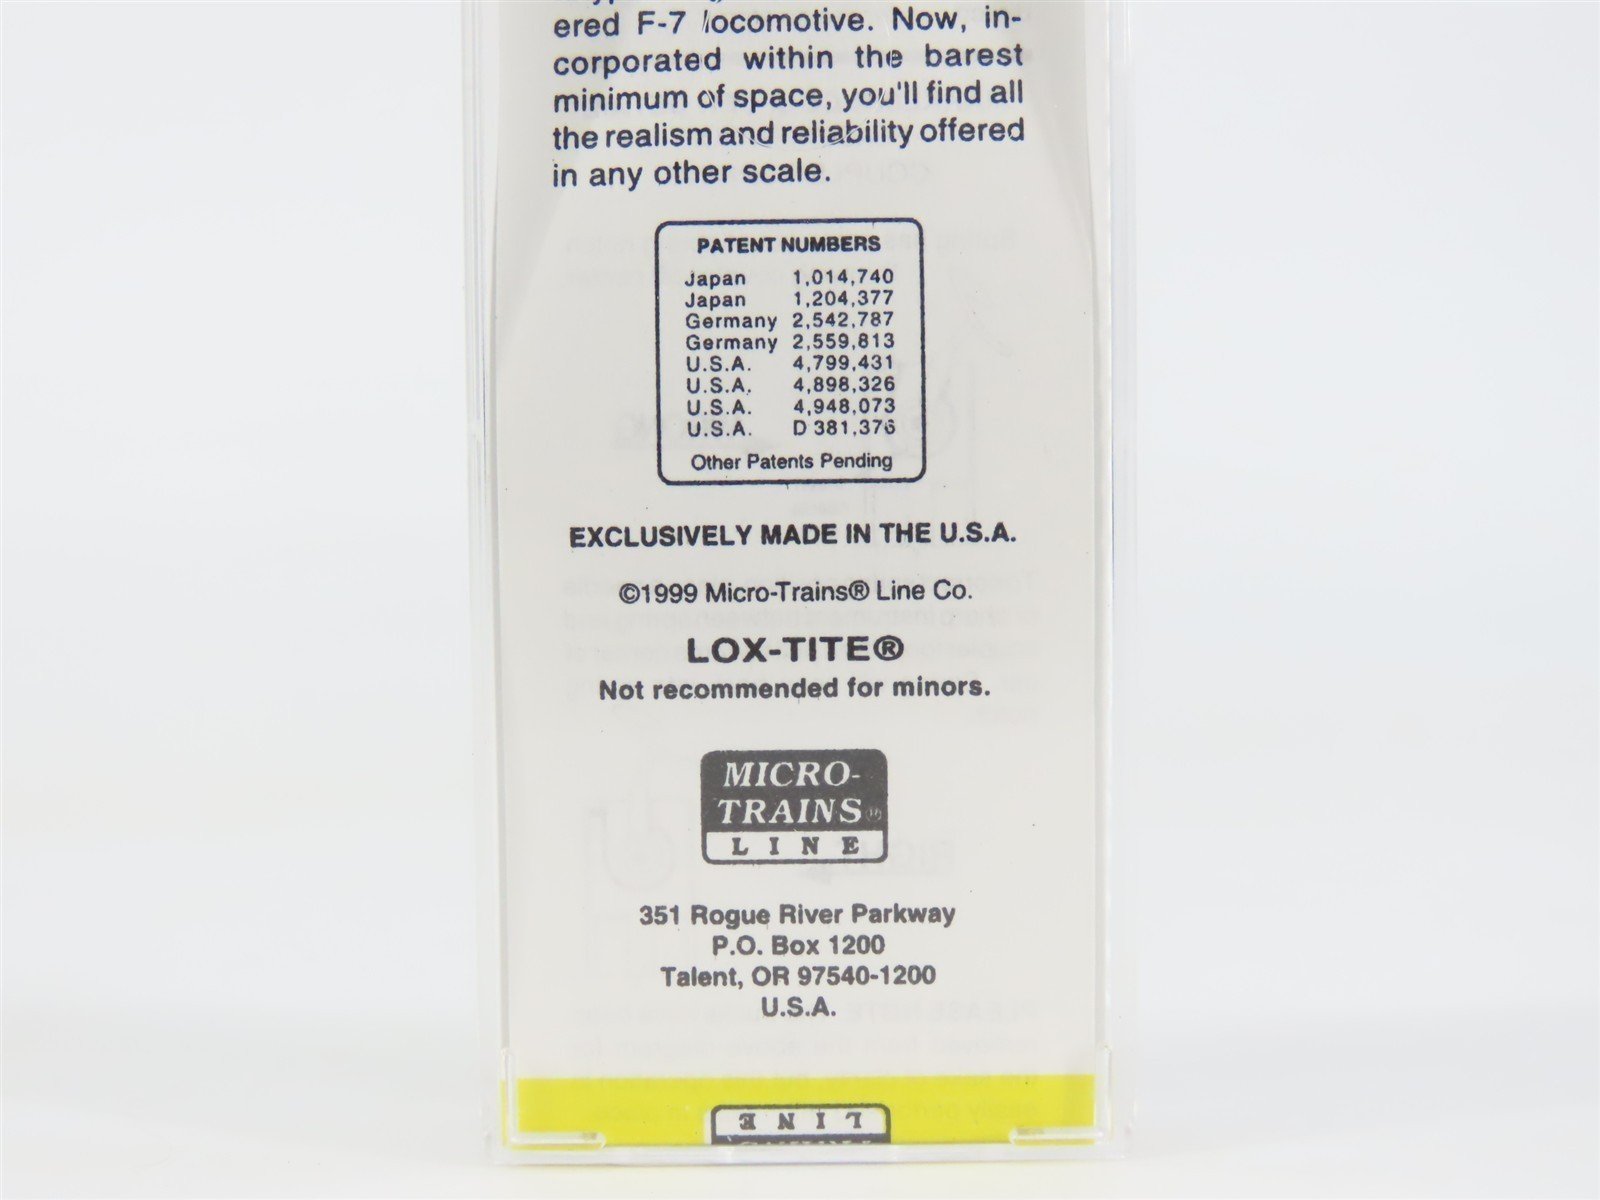 ered F-7 locomotive. Now, in-
corporated within the barest
minimum of space, you'll find all
the realism and reliability offered
in any other scale.
PATENT NUMBERS
Japan 1,014,740
Japan 1,204,377
Germany 2,542,787
Germany 2,559,813
U.S.A. 4,799,431
U.S.A. 4,898,326
U.S.A. 4,948,073
U.S.A. D 381,376
Other Patents Pending
EXCLUSIVELY MADE IN THE U.S.A.
©1999 Micro-Trains® Line Co.
LOX-TITE®
Not recommended for minors.
MICRO-
TRAINS®
LINE
351 Rogue River Parkway
P.O. Box 1200
Talent, OR 97540-1200
U.S.A.
LINE